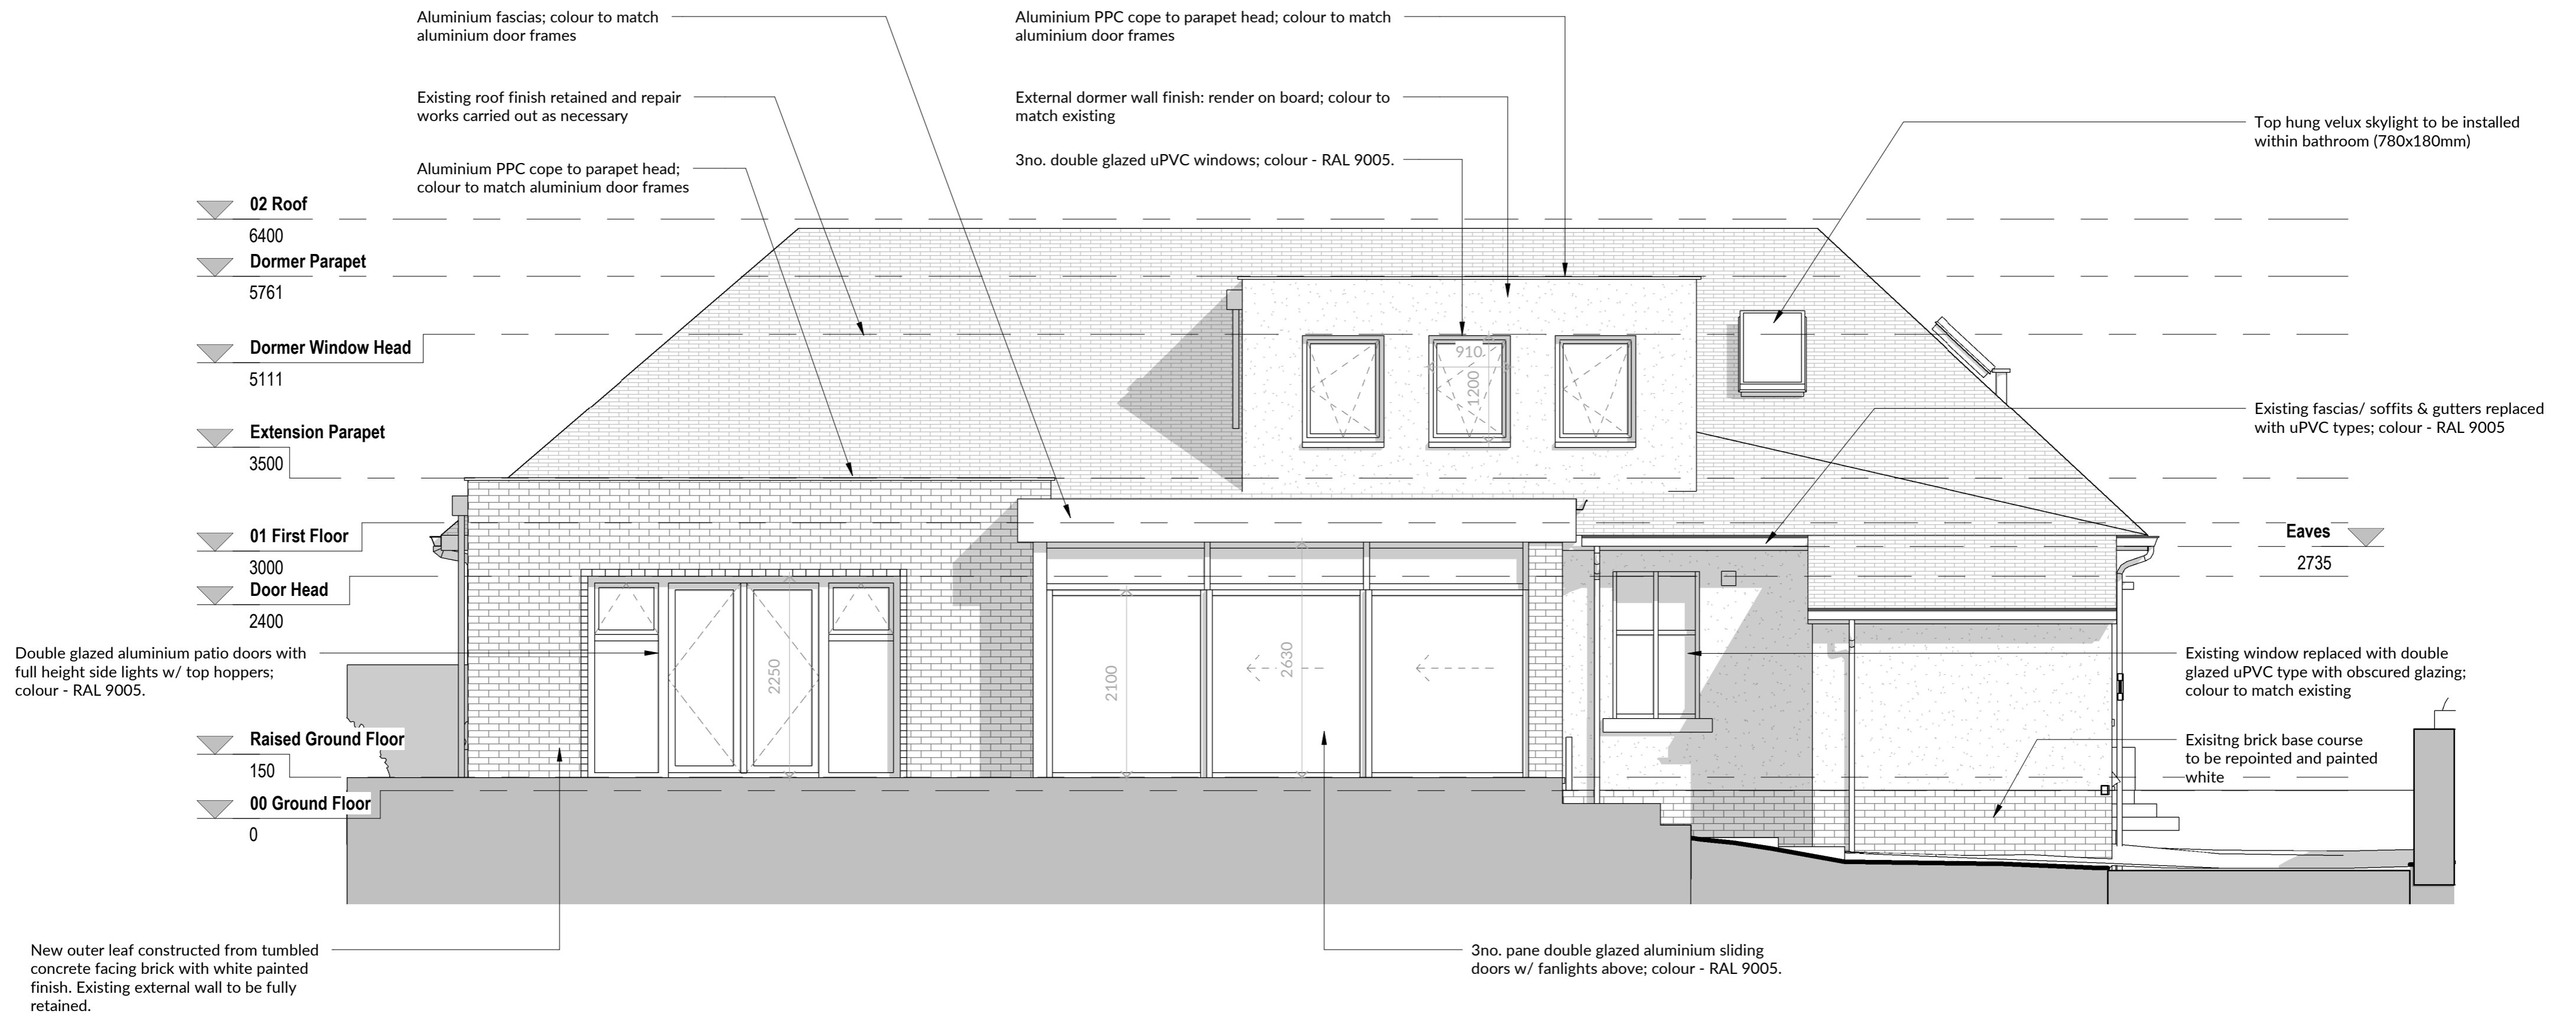 Aluminium fascias; colour to match
aluminium door frames
Existing roof finish retained and repair
works carried out as necessary
Aluminium PPC cope to parapet head;
colour to match aluminium door frames
Aluminium PPC cope to parapet head; colour to match
aluminium door frames
External dormer wall finish: render on board; colour to
match existing
3no. double glazed uPVC windows; colour - RAL 9005.
Top hung velux skylight to be installed
within bathroom (780x180mm)
02 Roof
6400
Dormer Parapet
5761
Dormer Window Head
5111
Extension Parapet
3500
01 First Floor
3000
Door Head
2400
Double glazed aluminium patio doors with
full height side lights w/ top hoppers;
colour - RAL 9005.
Raised Ground Floor
150
00 Ground Floor
0
910
1200
2250
2100
2630
Existing fascias/ soffits & gutters replaced
with uPVC types; colour - RAL 9005
Eaves
2735
Existing window replaced with double
glazed uPVC type with obscured glazing;
colour to match existing
Exisitng brick base course
to be repointed and painted
white
New outer leaf constructed from tumbled
concrete facing brick with white painted
finish. Existing external wall to be fully
retained.
3no. pane double glazed aluminium sliding
doors w/ fanlights above; colour - RAL 9005.